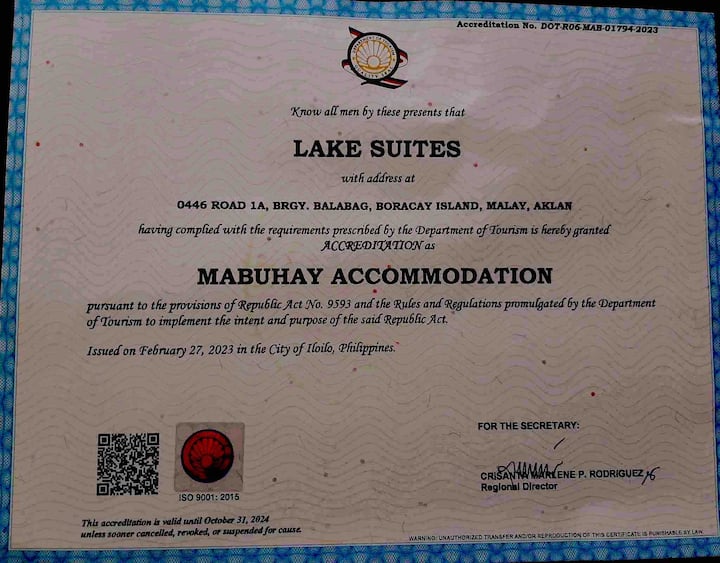 Accreditation No. DOT-R06-MAH-01794-2023
Know all men by these presents that
LAKE SUITES
with address at
0446 ROAD 1A, BRGY. BALABAG, BORACAY ISLAND, MALAY, AKLAN
having complied with the requirements prescribed by the Department of Tourism is hereby granted
ACCREDITATION as
MABUHAY ACCOMMODATION
pursuant to the provisions of Republic Act No. 9593 and the Rules and Regulations promulgated by the Department
of Tourism to implement the intent and purpose of the said Republic Act.
Issued on February 27, 2023 in the City of Iloilo, Philippines.
FOR THE SECRETARY:
CRISANTA MARLENE P. RODRIGUEZ
Regional Director
ISO 9001: 2015
This accreditation is valid until October 31, 2024
unless sooner cancelled, revoked, or suspended for cause.
WARNING: UNAUTHORIZED TRANSFER AND/OR REPRODUCTION OF THIS CERTIFICATE IS PUNISHABLE BY LAW